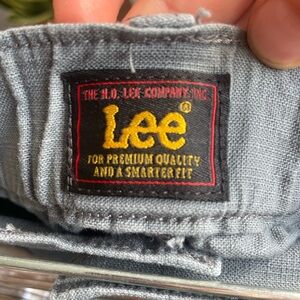 THE H.D. LEE COMPANY, INC.
Lee®
FOR PREMIUM QUALITY
AND A SMARTER FIT